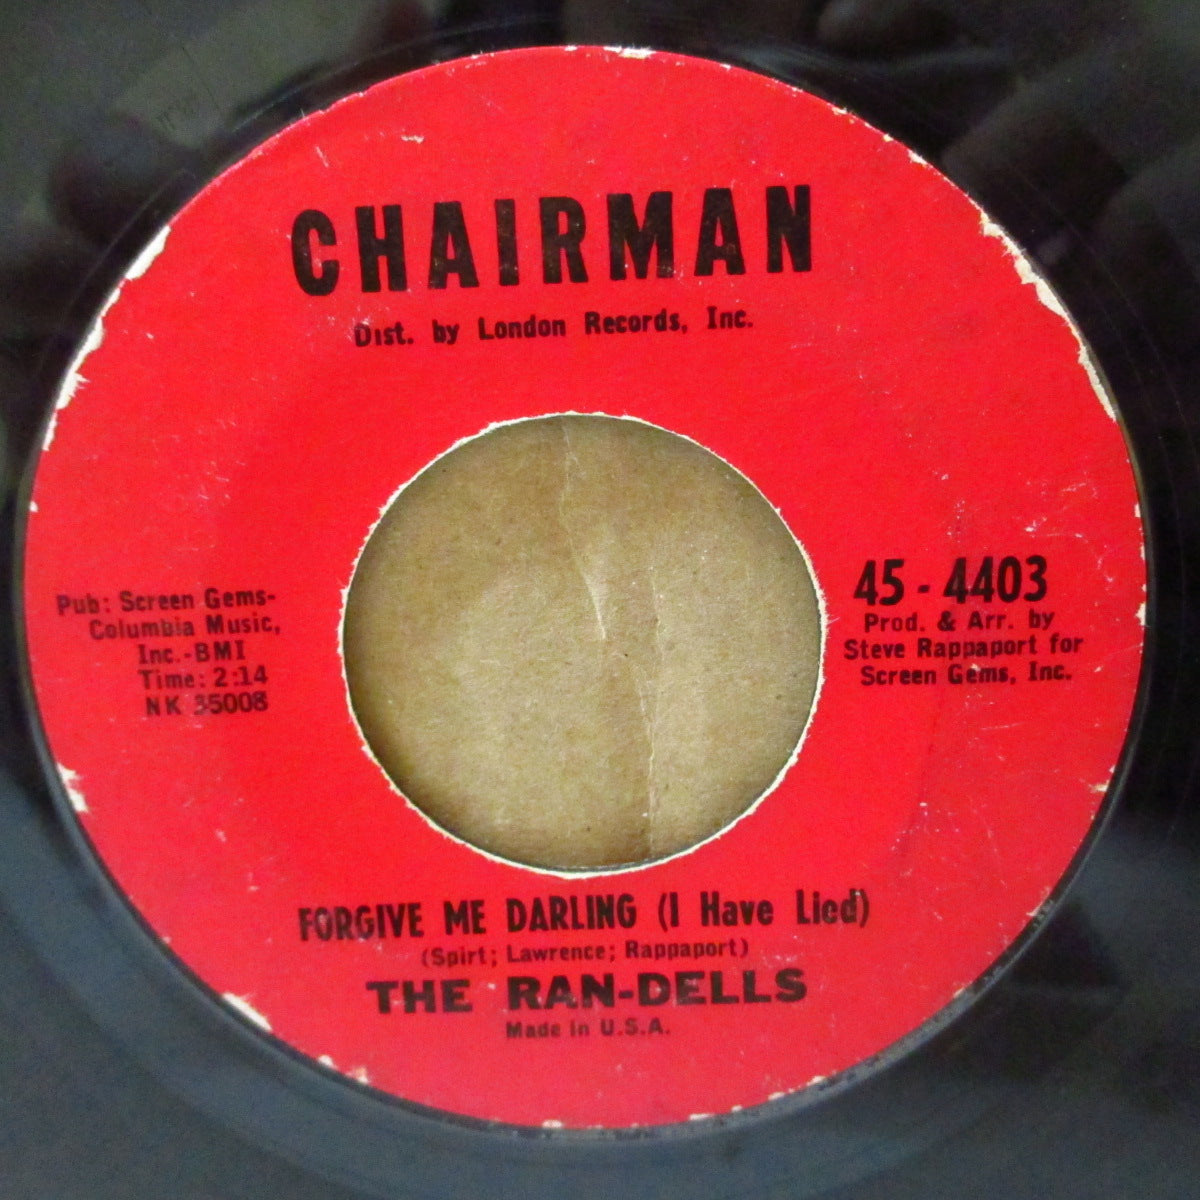 CHAIRMAN
Dist. by London Records, Inc.
Pub: Screen Gems-
Columbia Music,
Inc.-BMI
Time: 2:14
NK 35008
45 - 4403
Prod. & Arr. by
Steve Rappaport for
Screen Gems, Inc.
FORGIVE ME DARLING (I Have Lied)
(Spirt; Lawrence; Rappaport)
THE RAN-DELLS
Made in U.S.A.